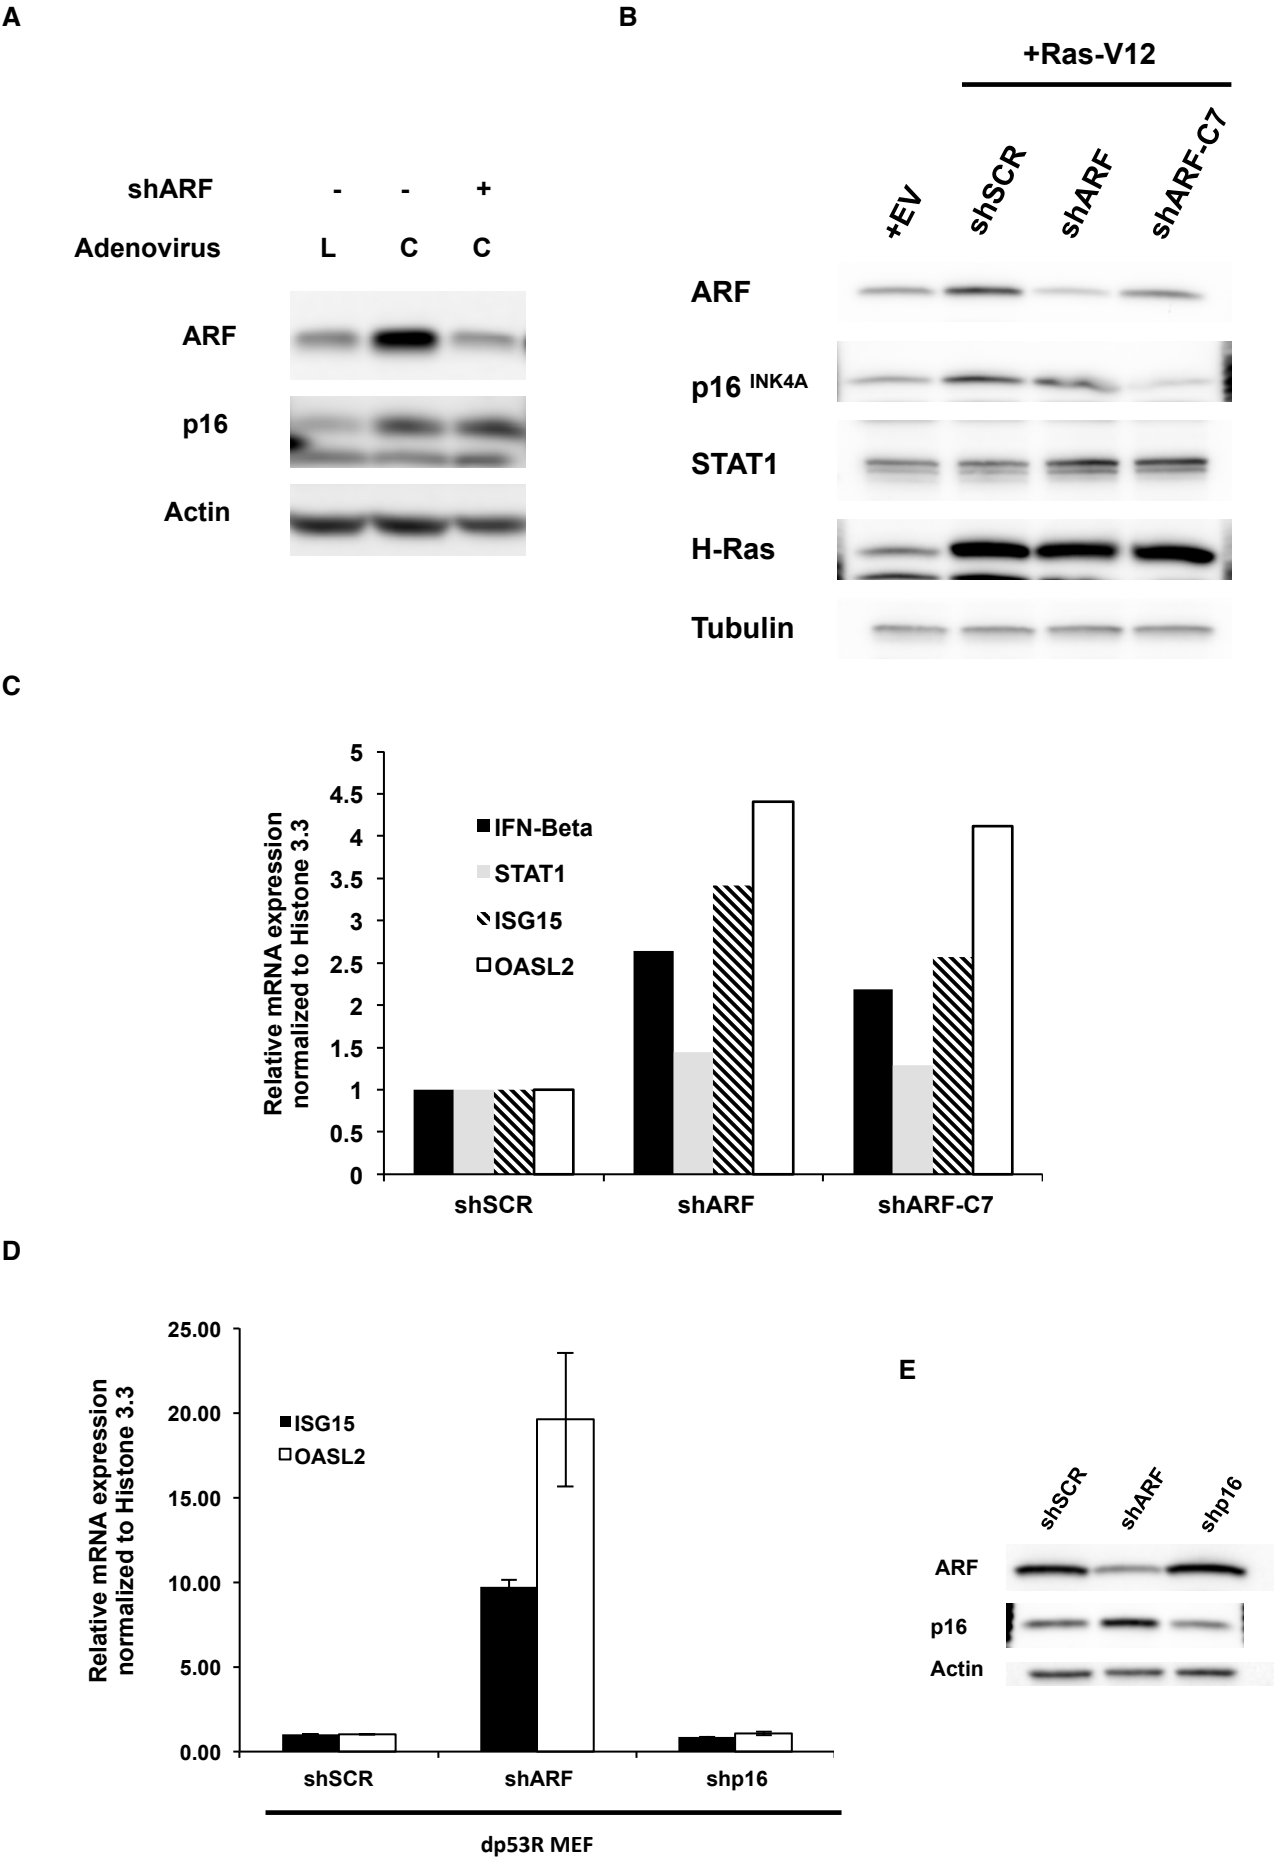 A
shARF - - +
Adenovirus L C C
ARF
p16
Actin
B
+Ras-V12
+EV shSCR shARF shARF-C7
ARF
p16 INK4A
STAT1
H-Ras
Tubulin
C
Relative mRNA expression
normalized to Histone 3.3
5
4.5
4
3.5
3
2.5
2
1.5
1
0.5
0
IFN-Beta
STAT1
ISG15
OASL2
shSCR shARF shARF-C7
D
Relative mRNA expression
normalized to Histone 3.3
25.00
20.00
15.00
10.00
5.00
0.00
ISG15
OASL2
shSCR shARF shp16
dp53R MEF
E
shSCR shARF shp16
ARF
p16
Actin